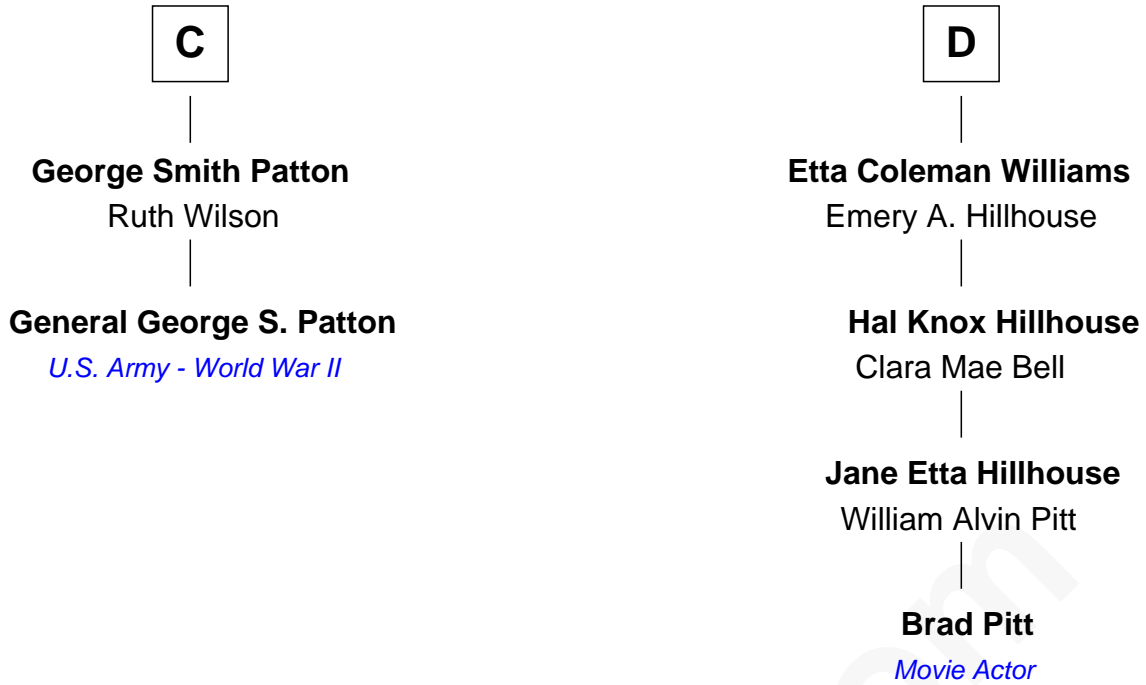 C
George Smith Patton
Ruth Wilson
General George S. Patton
U.S. Army - World War II
D
Etta Coleman Williams
Emery A. Hillhouse
Hal Knox Hillhouse
Clara Mae Bell
Jane Etta Hillhouse
William Alvin Pitt
Brad Pitt
Movie Actor